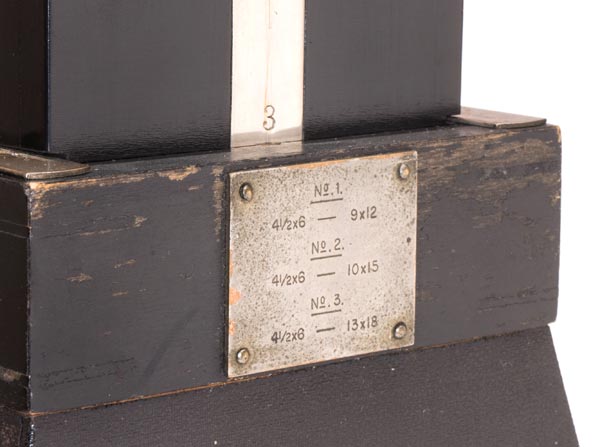 3
No. 1.
4½x6 — 9x12
No. 2.
4½x6 — 10x15
No. 3.
4½x6 — 13x18